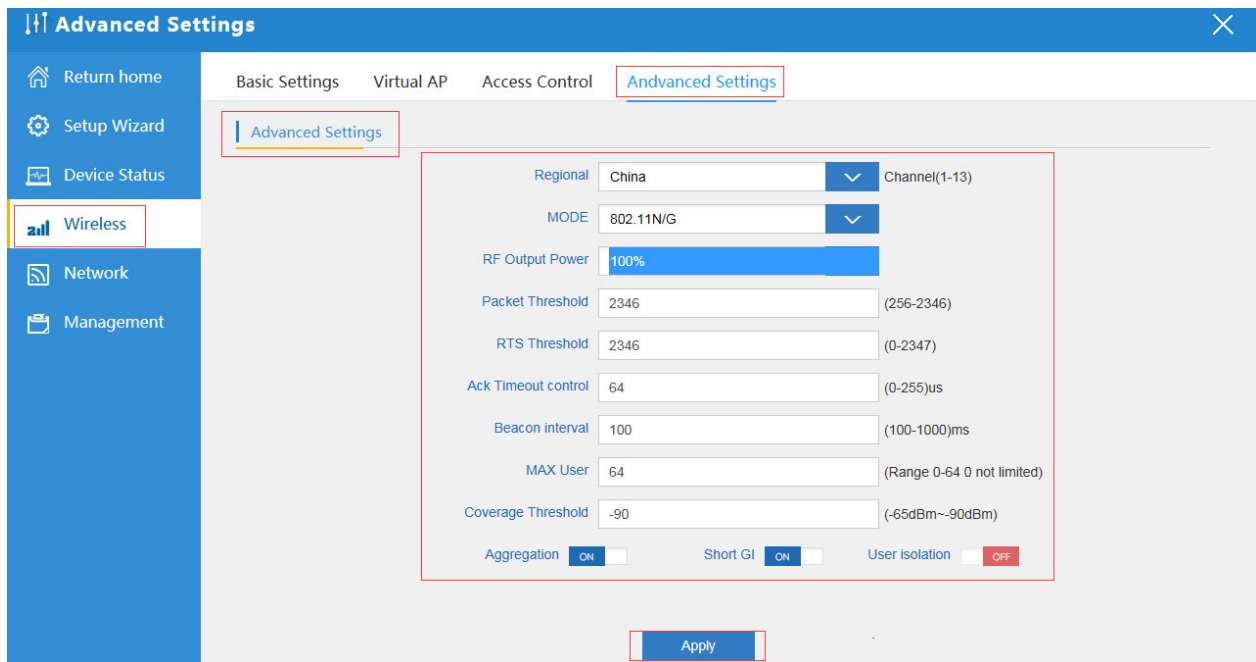 Advanced Settings
Return home
Setup Wizard
Device Status
Wireless
Network
Management
Basic Settings Virtual AP Access Control Andvanced Settings
Advanced Settings
Regional China Channel(1-13)
MODE 802.11N/G
RF Output Power 100%
Packet Threshold 2346 (256-2346)
RTS Threshold 2346 (0-2347)
Ack Timeout control 64 (0-255)us
Beacon interval 100 (100-1000)ms
MAX User 64 (Range 0-64 0 not limited)
Coverage Threshold -90 (-65dBm~-90dBm)
Aggregation ON Short GI ON User isolation OFF
Apply